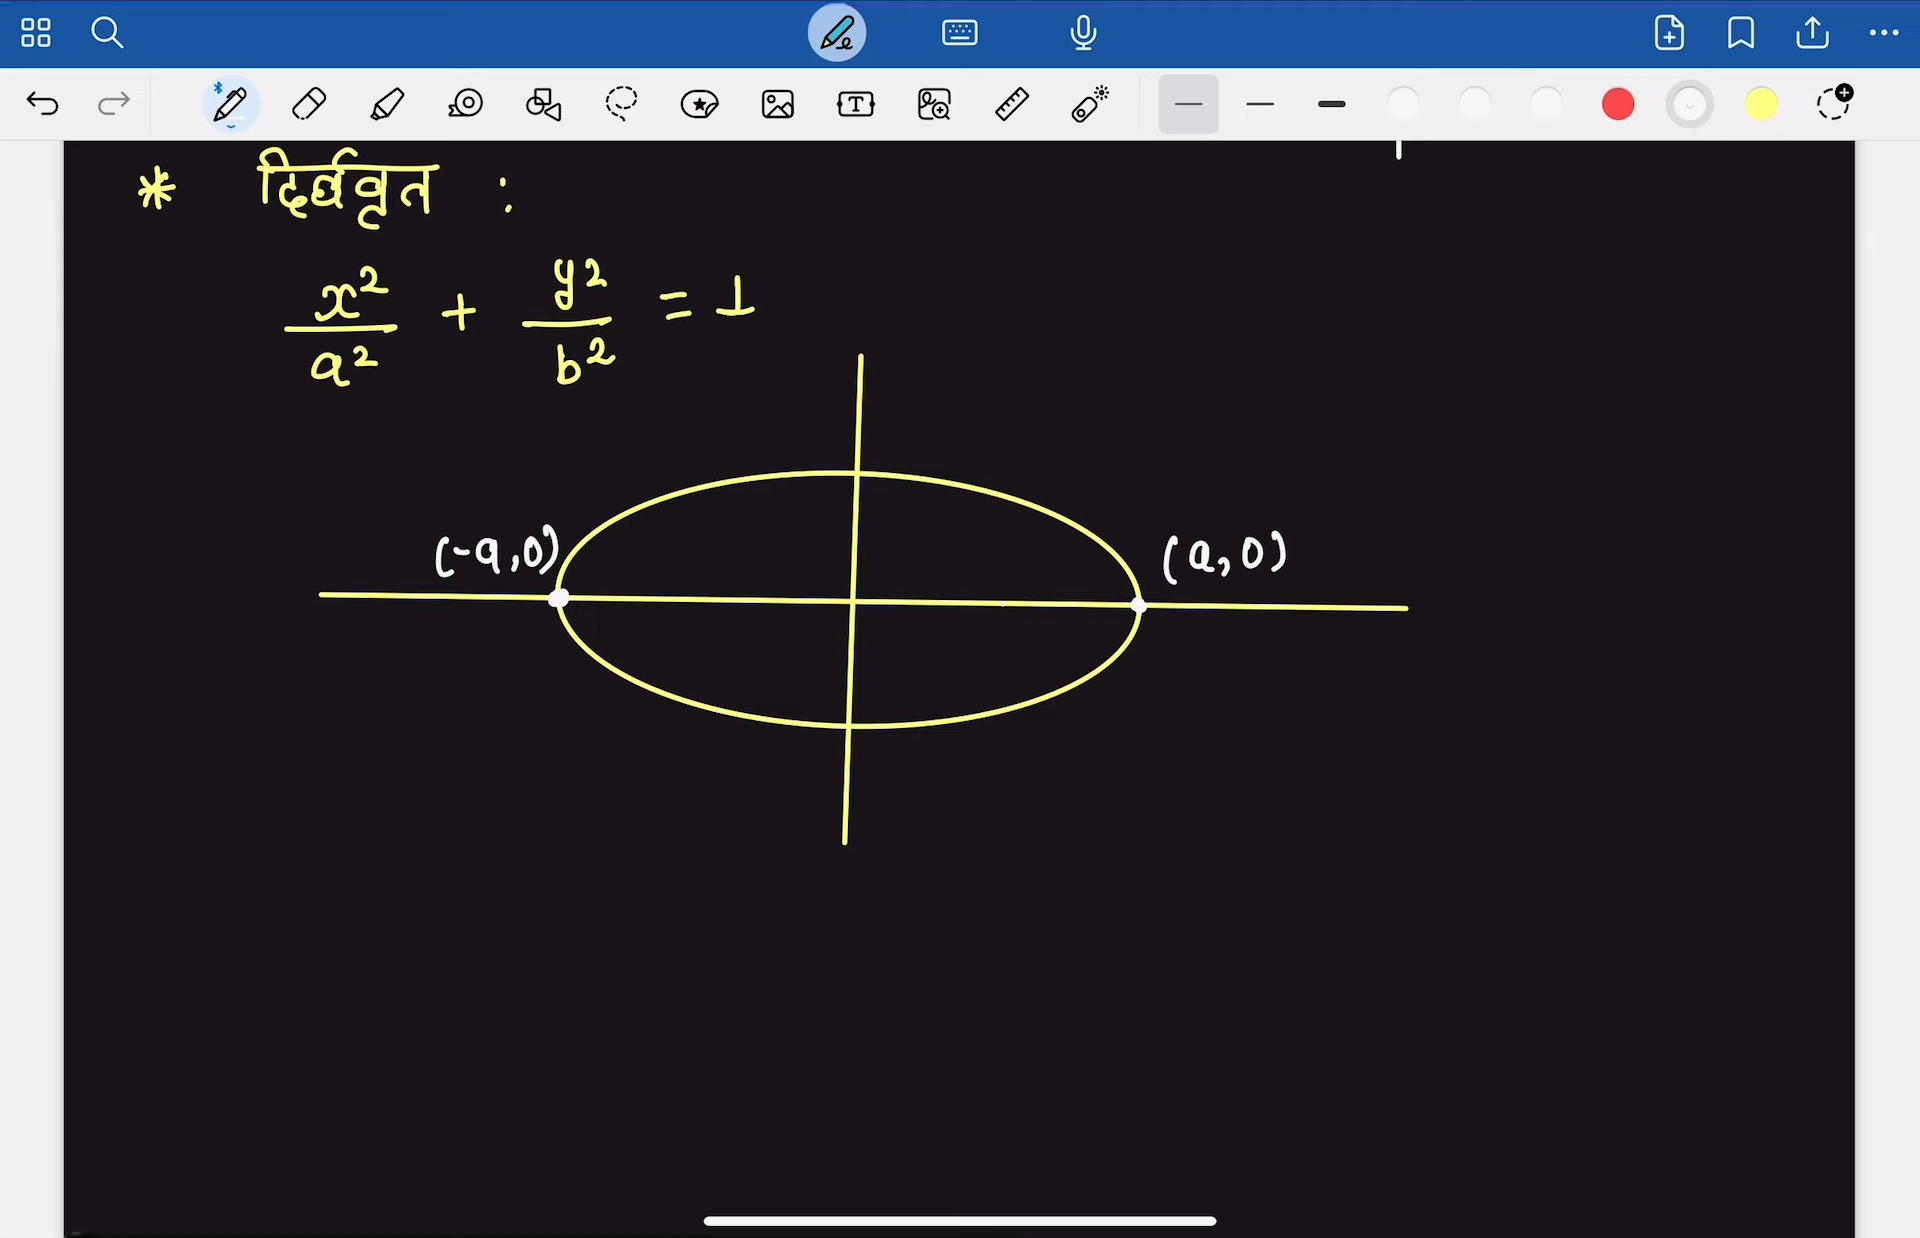 * दिर्घवृत :
x²/a² + y²/b² = 1
(-a,0) (a,0)